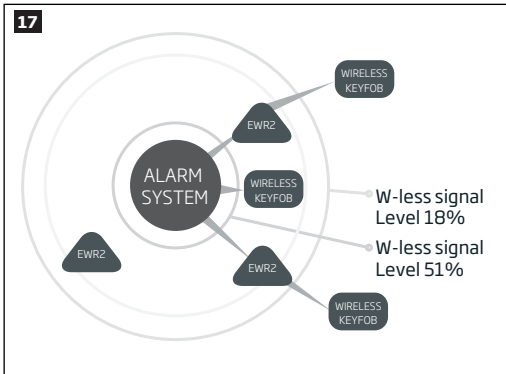 17
WIRELESS
KEYFOB
EWR2
ALARM
SYSTEM
WIRELESS
KEYFOB
W-less signal
Level 18%
W-less signal
Level 51%
EWR2
EWR2
WIRELESS
KEYFOB